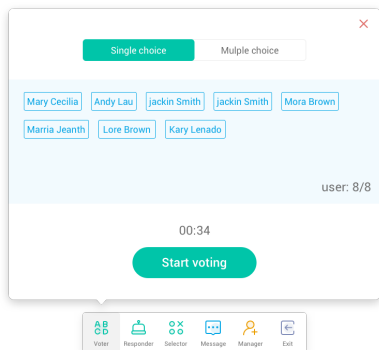 Single choice Mulple choice
Mary Cecilia Andy Lau jackin Smith jackin Smith Mora Brown
Marria Jeanth Lore Brown Kary Lenado
user: 8/8
00:34
Start voting
A B
C D
Voter Responder Selector Message Manager Exit